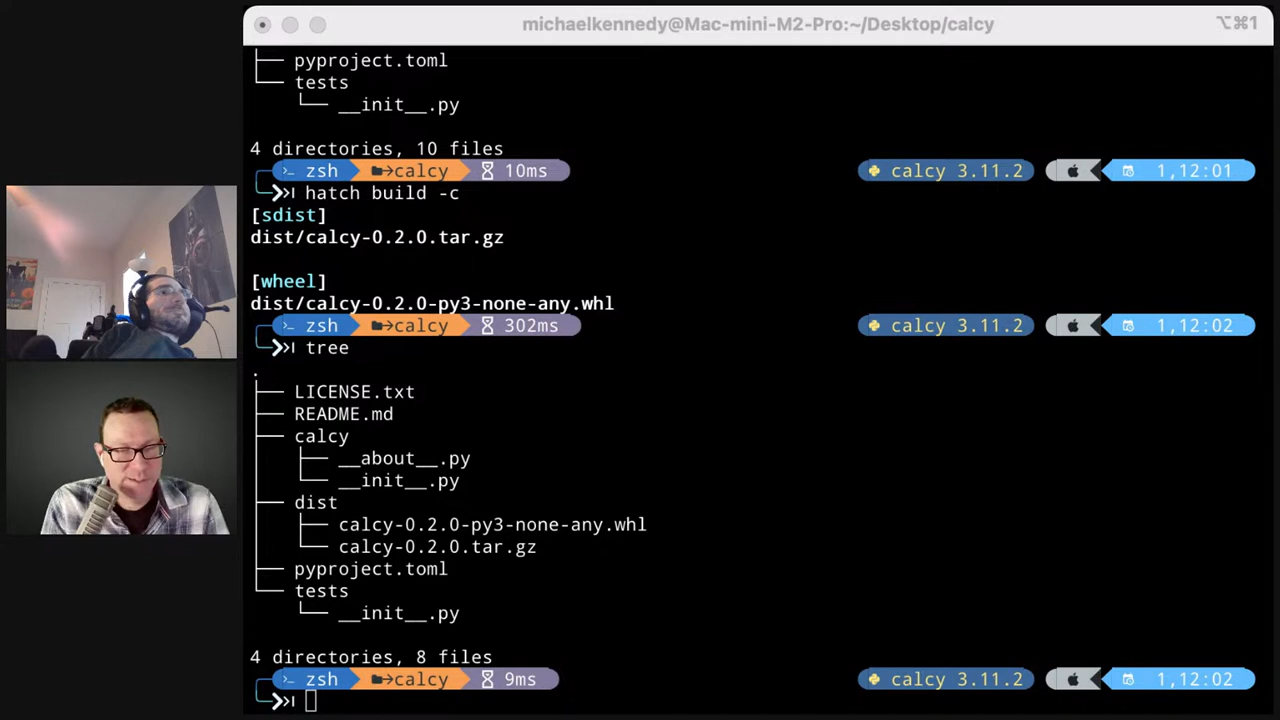 michaelkennedy@Mac-mini-M2-Pro:~/Desktop/calcy ⌥⌘1
├── pyproject.toml
└── tests
    └── __init__.py
4 directories, 10 files
zsh calcy 10ms calcy 3.11.2 1,12:01
hatch build -c
[sdist]
dist/calcy-0.2.0.tar.gz
[wheel]
dist/calcy-0.2.0-py3-none-any.whl
zsh calcy 302ms calcy 3.11.2 1,12:02
tree
.
├── LICENSE.txt
├── README.md
├── calcy
│   ├── __about__.py
│   └── __init__.py
├── dist
│   ├── calcy-0.2.0-py3-none-any.whl
│   └── calcy-0.2.0.tar.gz
├── pyproject.toml
└── tests
    └── __init__.py
4 directories, 8 files
zsh calcy 9ms calcy 3.11.2 1,12:02